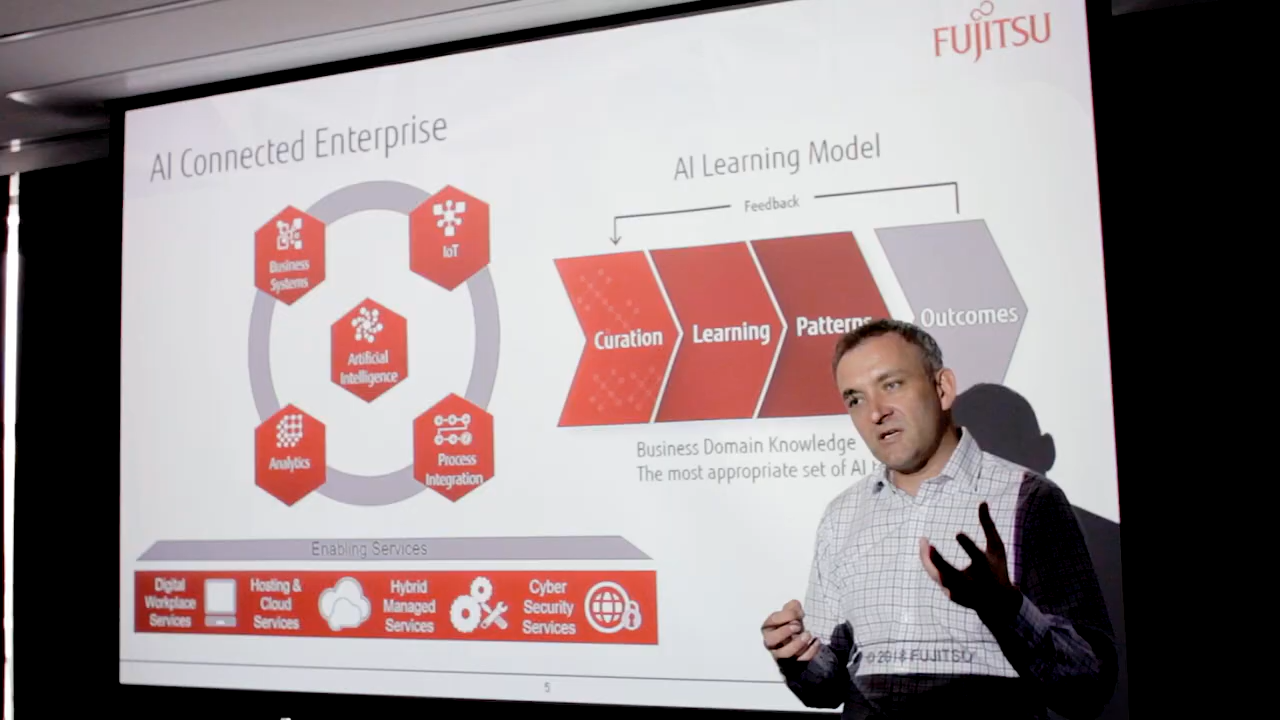 FUJITSU
AI Connected Enterprise
Business
Systems
IoT
Artificial
Intelligence
Analytics
Process
Integration
AI Learning Model
Feedback
Curation
Learning
Patterns
Outcomes
Business Domain Knowledge
The most appropriate set of AI
Enabling Services
Digital
Workplace
Services
Hosting &
Cloud
Services
Hybrid
Managed
Services
Cyber
Security
Services
5
© 2018 FUJITSU